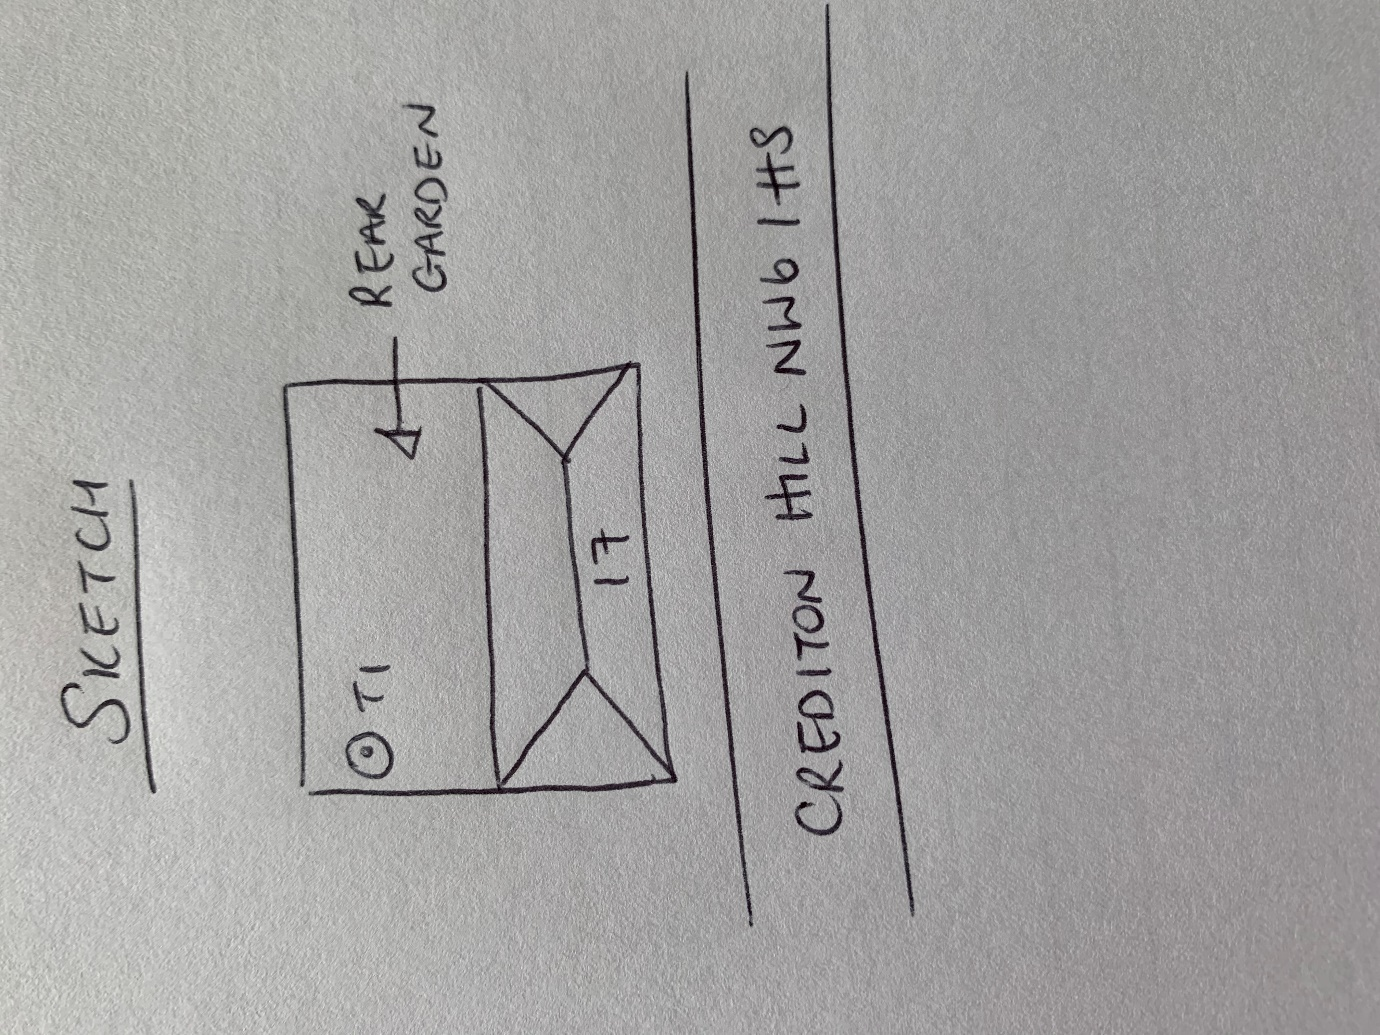 SKETCH
REAR
GARDEN
T1
17
CREDITON HILL NW6 1HS